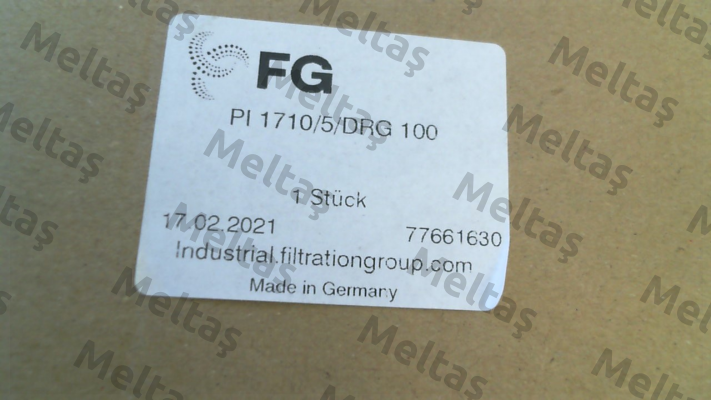 FG
PI 1710/5/DRG 100
1 Stück
17.02.2021 77661630
Industrial.filtrationgroup.com
Made in Germany
Meltaş